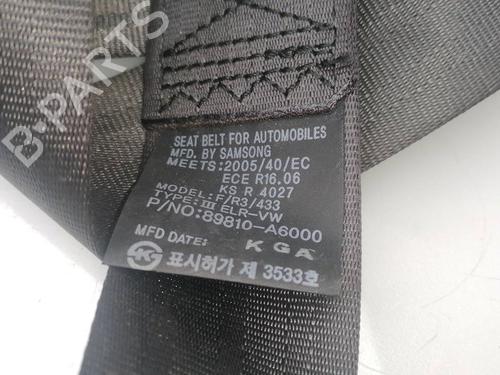 B-PARTS
SEAT BELT FOR AUTOMOBILES
MFD. BY SAMSONG
MEETS:2005/40/EC
ECE R16.06
KS R 4027
MODEL:F/R3/433
TYPE:Ⅲ ELR-VW
P/NO:89810-A6000
MFD DATE: K G A
표시허가 제 3533호